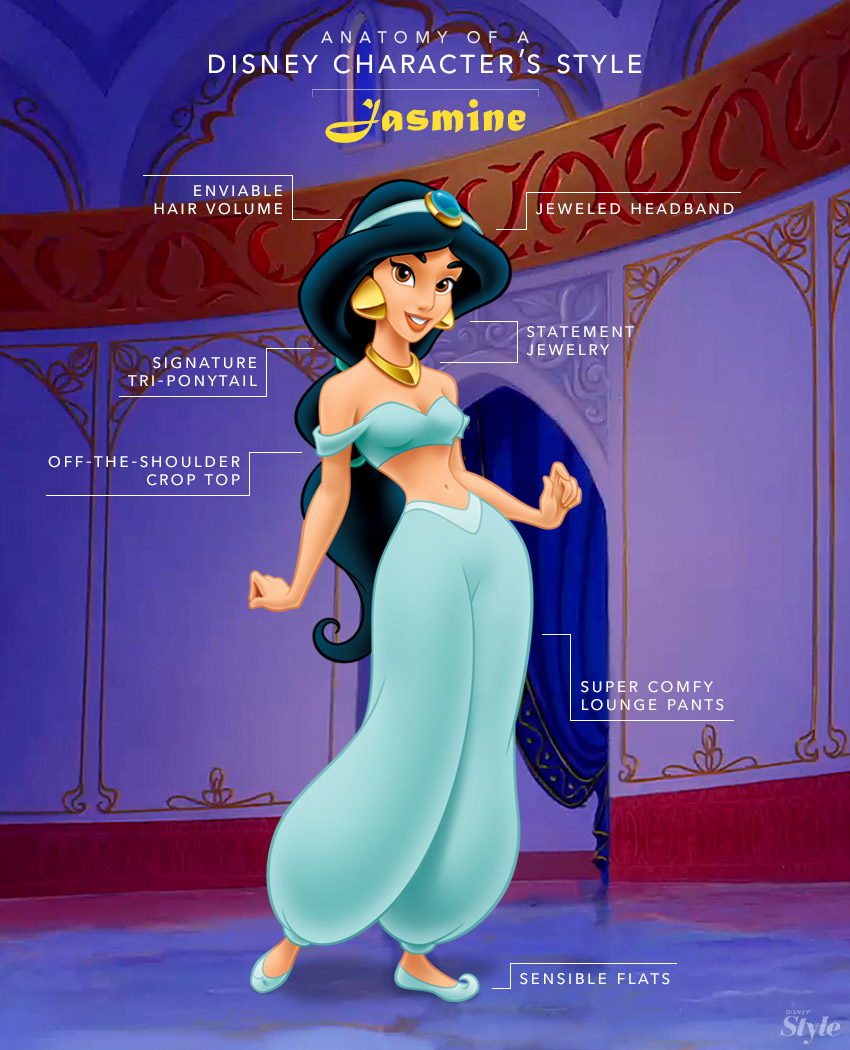 ANATOMY OF A
DISNEY CHARACTER'S STYLE
Jasmine
ENVIABLE
HAIR VOLUME
JEWELED HEADBAND
STATEMENT
JEWELRY
SIGNATURE
TRI-PONYTAIL
OFF-THE-SHOULDER
CROP TOP
SUPER COMFY
LOUNGE PANTS
SENSIBLE FLATS
DISNEY
Style